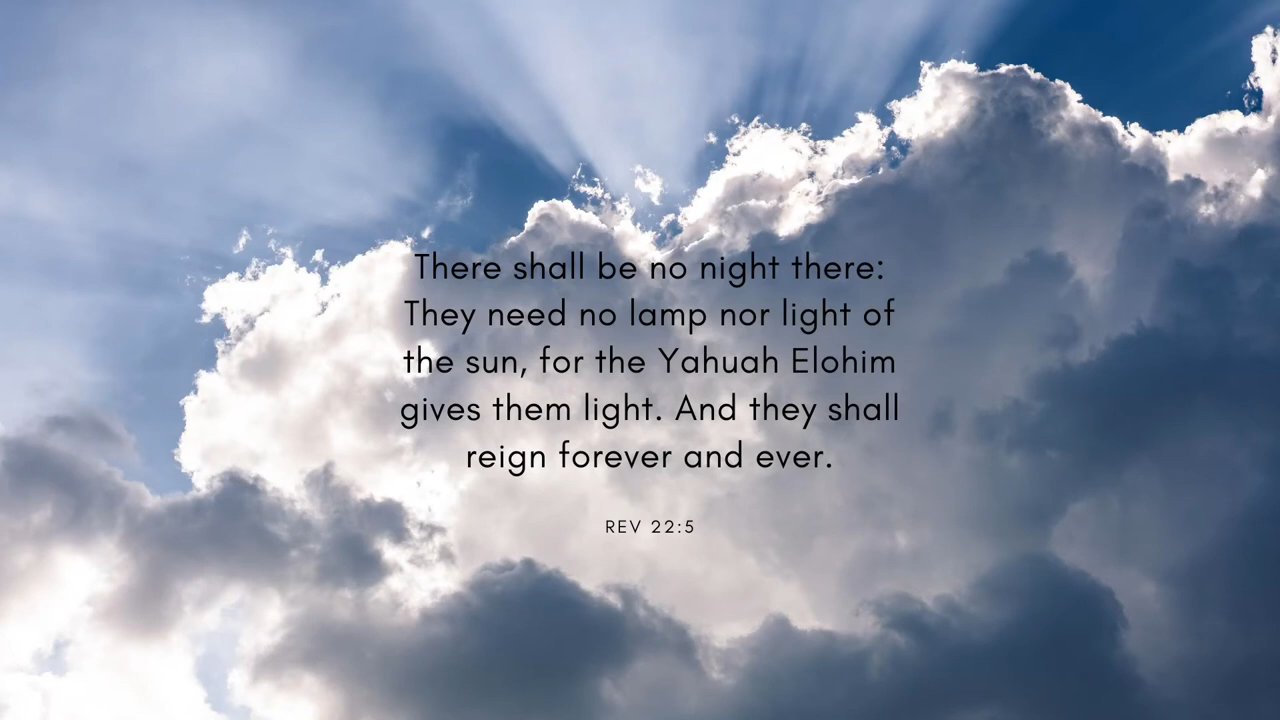 There shall be no night there:
They need no lamp nor light of
the sun, for the Yahuah Elohim
gives them light. And they shall
reign forever and ever.
REV 22:5